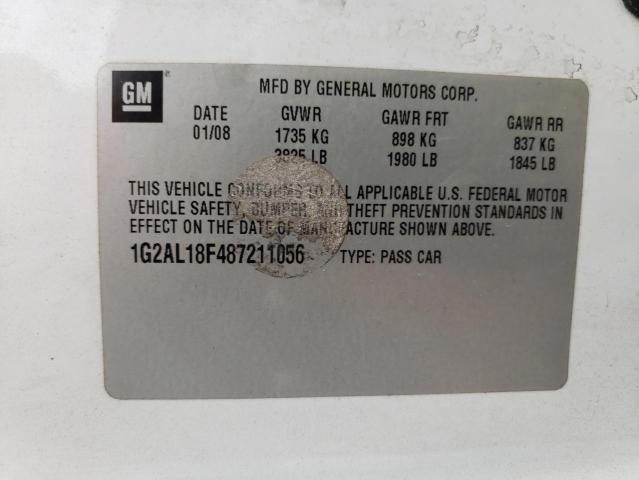 GM
MFD BY GENERAL MOTORS CORP.
DATE GVWR GAWR FRT GAWR RR
01/08 1735 KG 898 KG 837 KG
3825 LB 1980 LB 1845 LB
THIS VEHICLE CONFORMS TO ALL APPLICABLE U.S. FEDERAL MOTOR
VEHICLE SAFETY, BUMPER, AND THEFT PREVENTION STANDARDS IN
EFFECT ON THE DATE OF MANUFACTURE SHOWN ABOVE.
1G2AL18F487211056 TYPE: PASS CAR